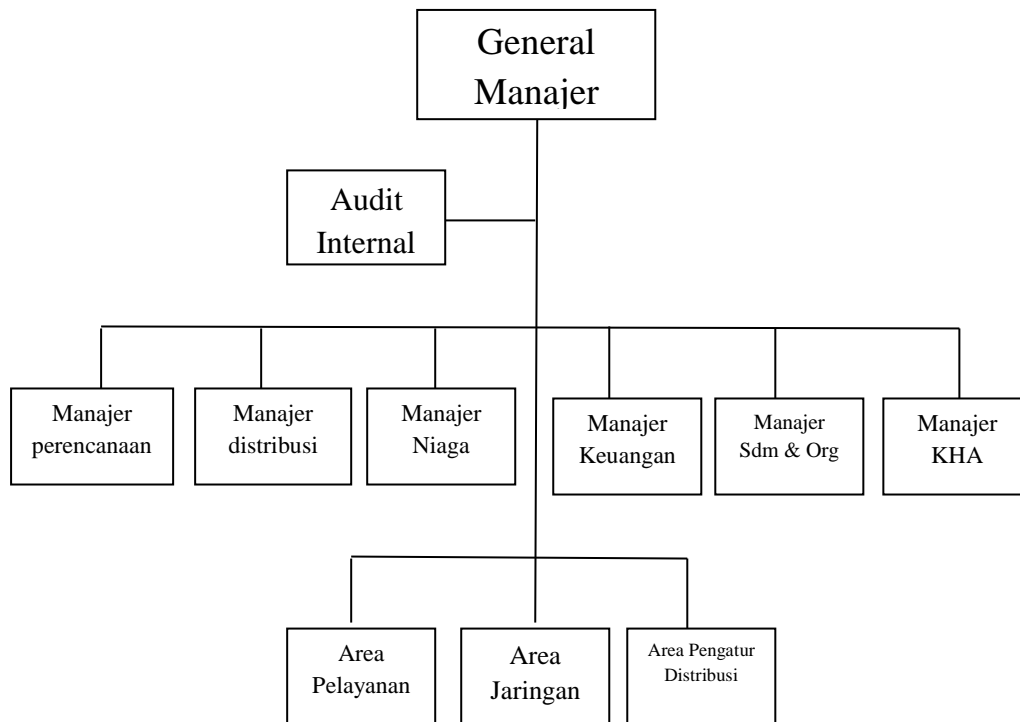 General
Manajer
Audit
Internal
Manajer
perencanaan
Manajer
distribusi
Manajer
Niaga
Manajer
Keuangan
Manajer
Sdm & Org
Manajer
KHA
Area
Pelayanan
Area
Jaringan
Area Pengatur
Distribusi